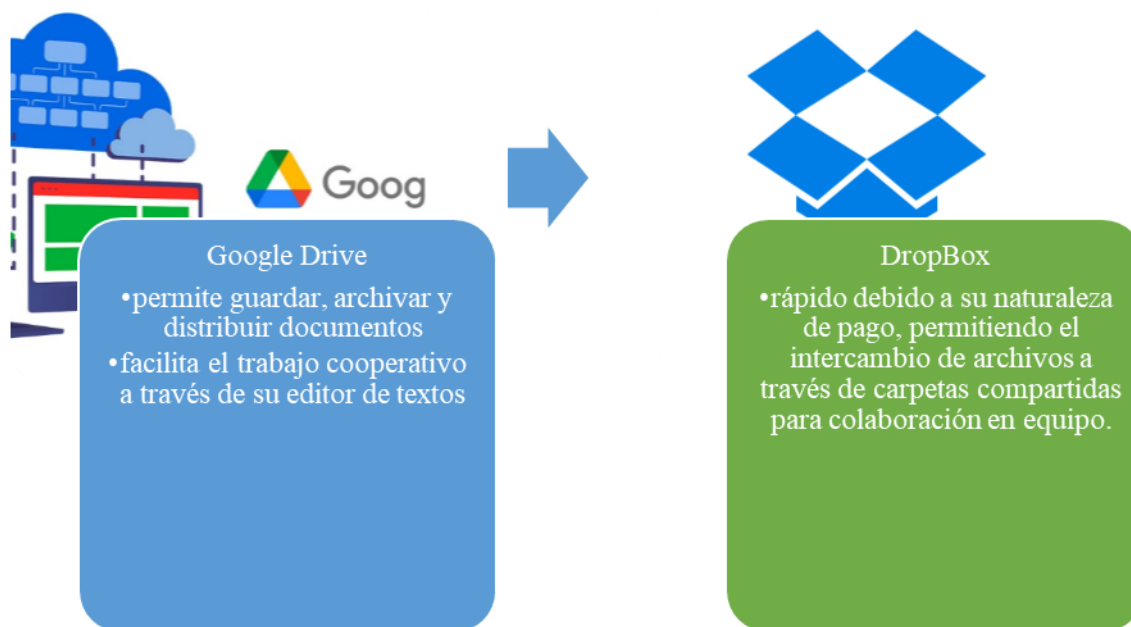 Goog
Google Drive
•permite guardar, archivar y
distribuir documentos
•facilita el trabajo cooperativo
a través de su editor de textos
DropBox
•rápido debido a su naturaleza
de pago, permitiendo el
intercambio de archivos a
través de carpetas compartidas
para colaboración en equipo.